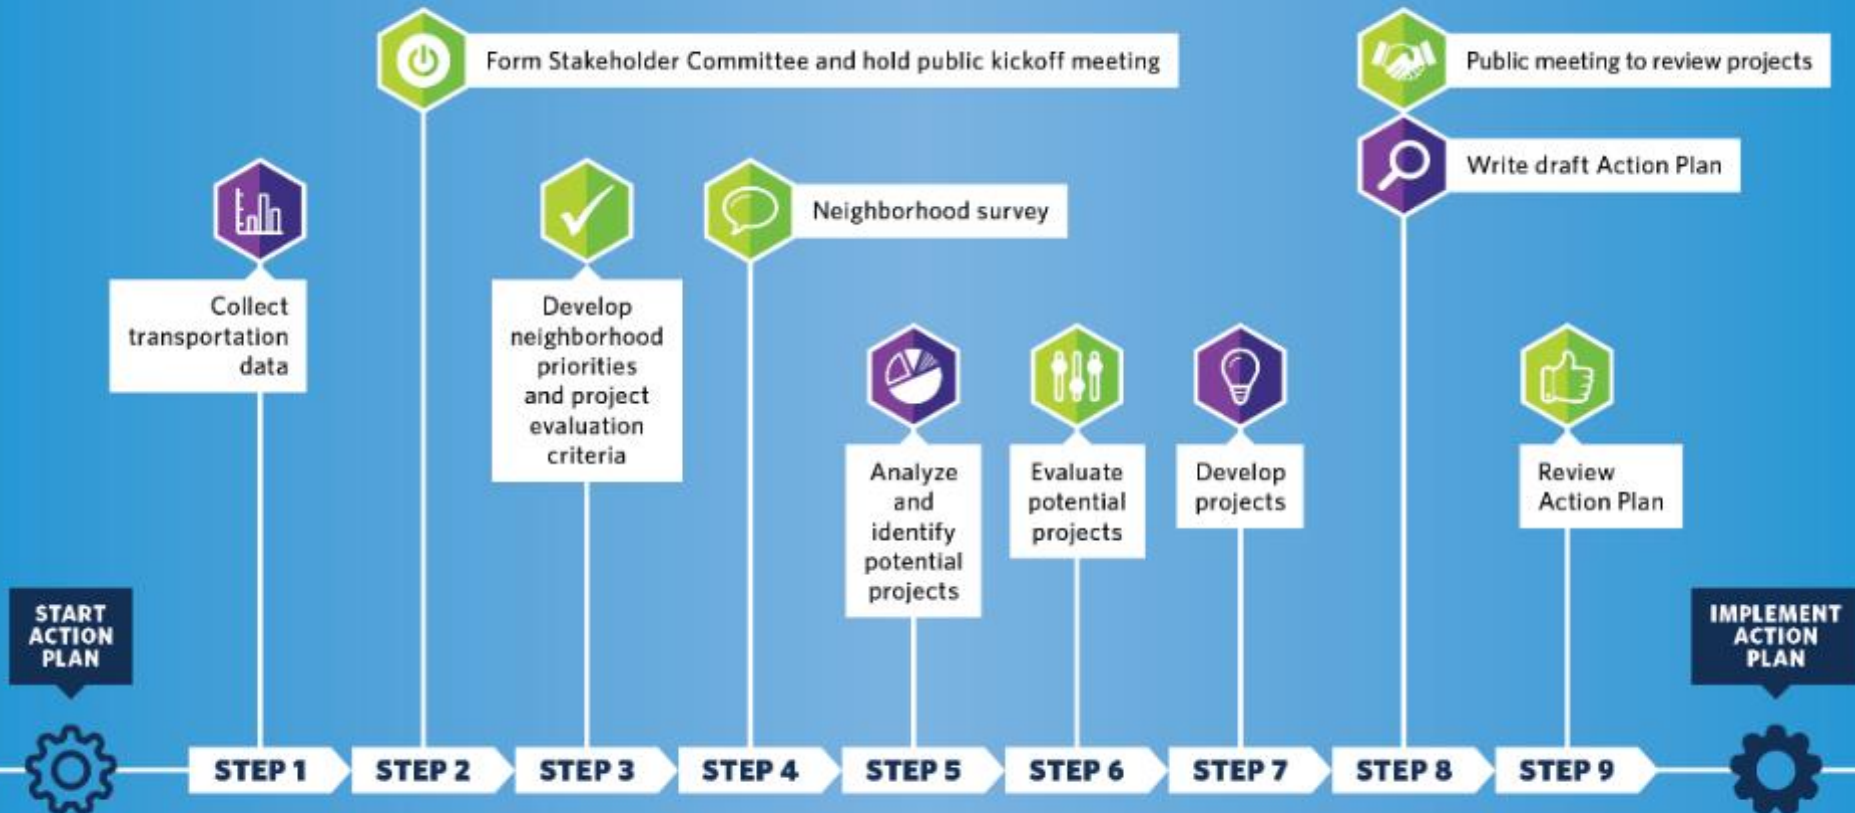 Form Stakeholder Committee and hold public kickoff meeting
Public meeting to review projects
Write draft Action Plan
Neighborhood survey
Collect
transportation
data
Develop
neighborhood
priorities
and project
evaluation
criteria
Analyze
and
identify
potential
projects
Evaluate
potential
projects
Develop
projects
Review
Action Plan
START
ACTION
PLAN
IMPLEMENT
ACTION
PLAN
STEP 1
STEP 2
STEP 3
STEP 4
STEP 5
STEP 6
STEP 7
STEP 8
STEP 9